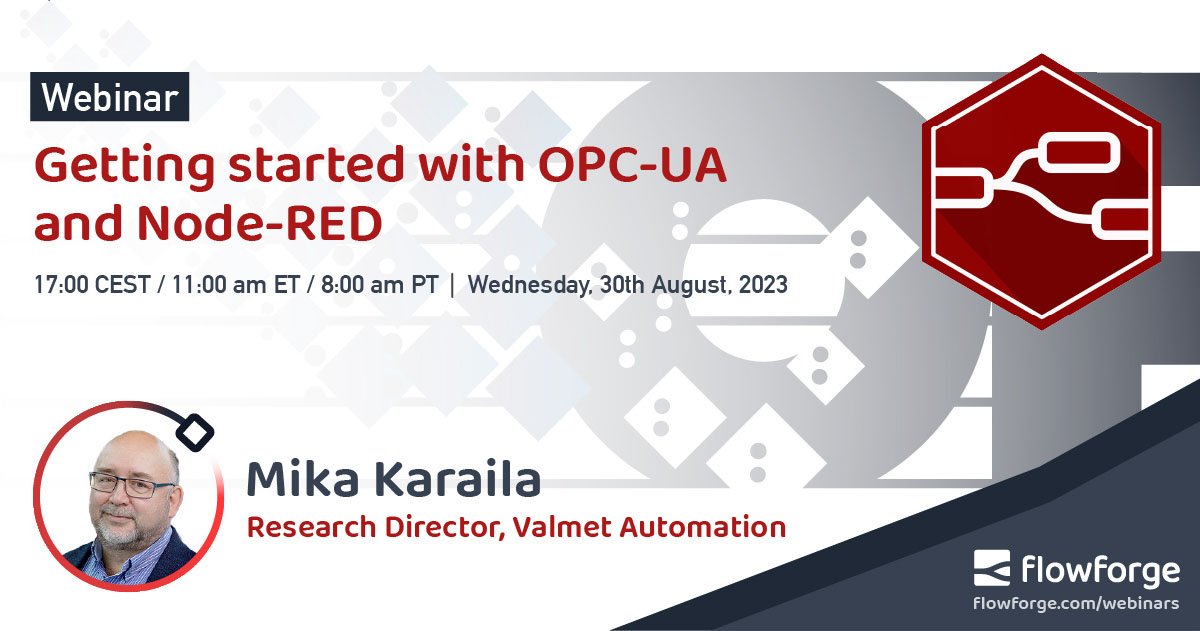 Webinar
Getting started with OPC-UA
and Node-RED
17:00 CEST / 11:00 am ET / 8:00 am PT | Wednesday, 30th August, 2023
Mika Karaila
Research Director, Valmet Automation
flowforge
flowforge.com/webinars